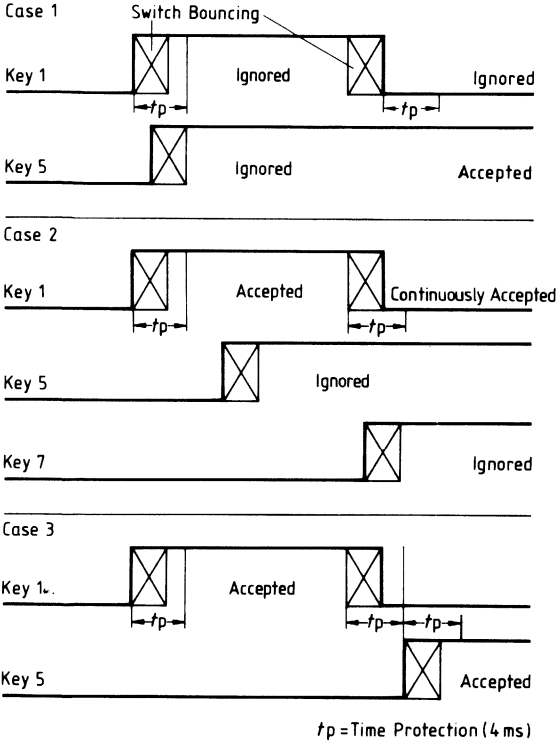 Case 1
Switch Bouncing
Key 1
Ignored
Ignored
tp
tp
Key 5
Ignored
Accepted
Case 2
Key 1
Accepted
Continuously Accepted
tp
tp
Key 5
Ignored
Key 7
Ignored
Case 3
Key 1
Accepted
tp
tp
tp
Key 5
Accepted
tp=Time Protection (4 ms)